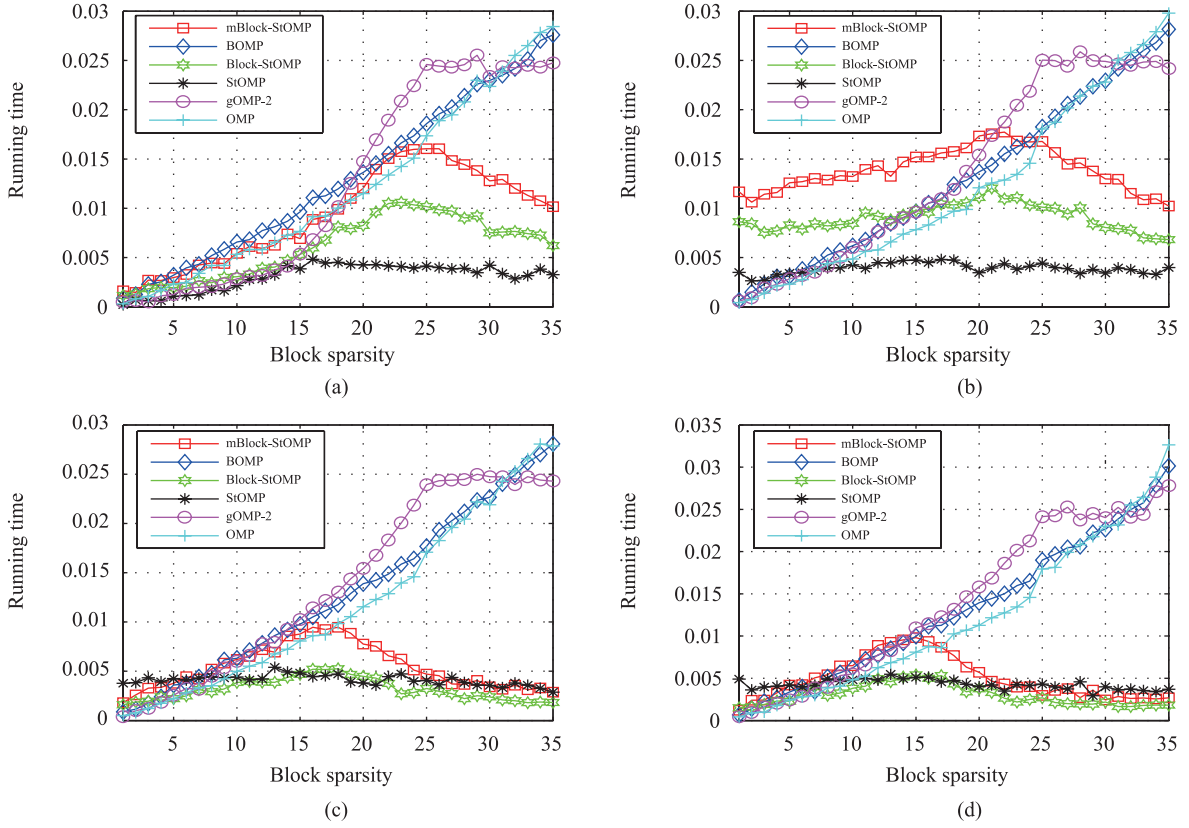 0.03
0.025
0.02
0.015
0.01
0.005
0
Running time
mBlock-StOMP
BOMP
Block-StOMP
StOMP
gOMP-2
OMP
5 10 15 20 25 30 35
Block sparsity
(a)
0.03
0.025
0.02
0.015
0.01
0.005
0
Running time
mBlock-StOMP
BOMP
Block-StOMP
StOMP
gOMP-2
OMP
5 10 15 20 25 30 35
Block sparsity
(b)
0.03
0.025
0.02
0.015
0.01
0.005
0
Running time
mBlock-StOMP
BOMP
Block-StOMP
StOMP
gOMP-2
OMP
5 10 15 20 25 30 35
Block sparsity
(c)
0.035
0.03
0.025
0.02
0.015
0.01
0.005
0
Running time
mBlock-StOMP
BOMP
Block-StOMP
StOMP
gOMP-2
OMP
5 10 15 20 25 30 35
Block sparsity
(d)